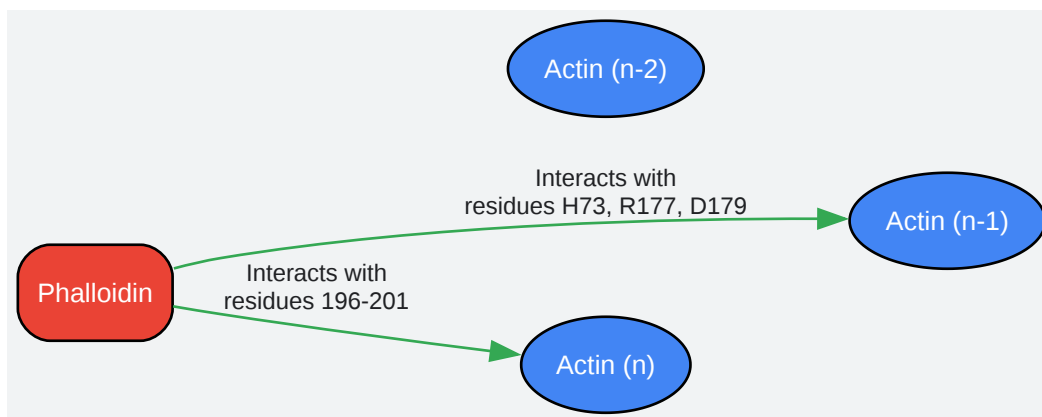 Actin (n-2)
Interacts with
residues H73, R177, D179
Actin (n-1)
Phalloidin
Interacts with
residues 196-201
Actin (n)